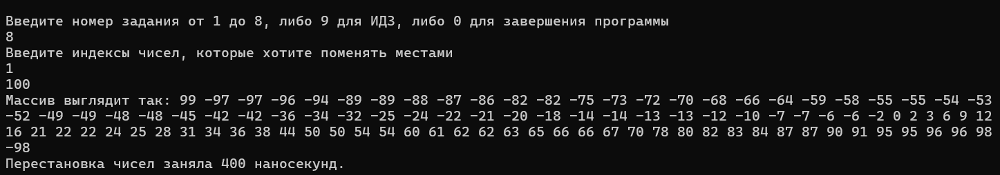 Введите номер задания от 1 до 8, либо 9 для ИДЗ, либо 0 для завершения программы
8
Введите индексы чисел, которые хотите поменять местами
1
100
Массив выглядит так: 99 -97 -97 -96 -94 -89 -89 -88 -87 -86 -82 -82 -75 -73 -72 -70 -68 -66 -64 -59 -58 -55 -55 -54 -53
-52 -49 -49 -48 -48 -45 -42 -42 -36 -34 -32 -25 -24 -22 -21 -20 -18 -14 -14 -13 -13 -12 -10 -7 -7 -6 -6 -2 0 2 3 6 9 12
16 21 22 22 24 25 28 31 34 36 38 44 50 50 54 54 60 61 62 62 63 65 66 66 67 70 78 80 82 83 84 87 87 90 91 95 95 96 96 98
-98
Перестановка чисел заняла 400 наносекунд.